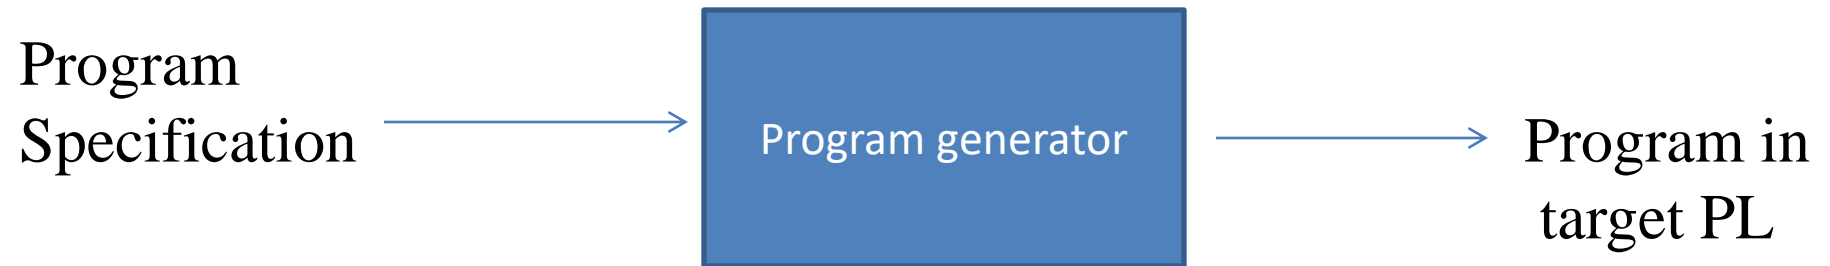 Program
Specification
Program generator
Program in
target PL